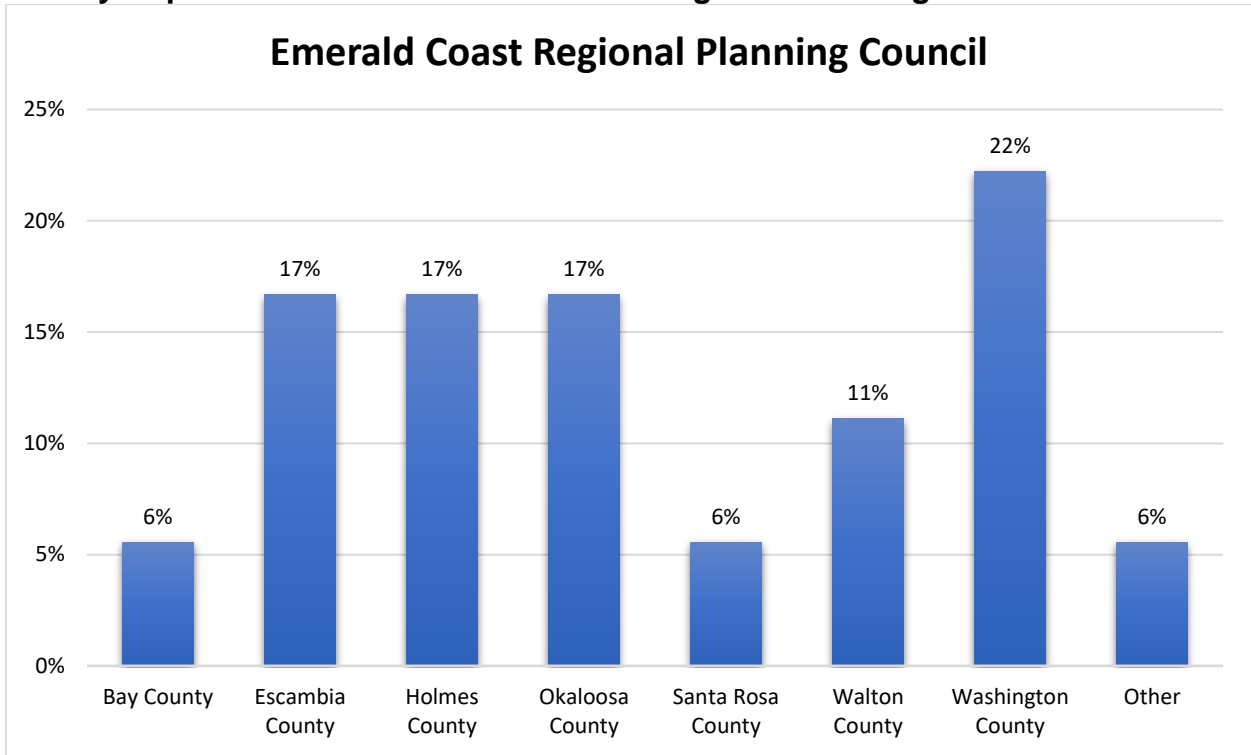 Emerald Coast Regional Planning Council
25%
20%
15%
10%
5%
0%
6%
17%
17%
17%
6%
11%
22%
6%
Bay County
Escambia
County
Holmes
County
Okaloosa
County
Santa Rosa
County
Walton
County
Washington
County
Other